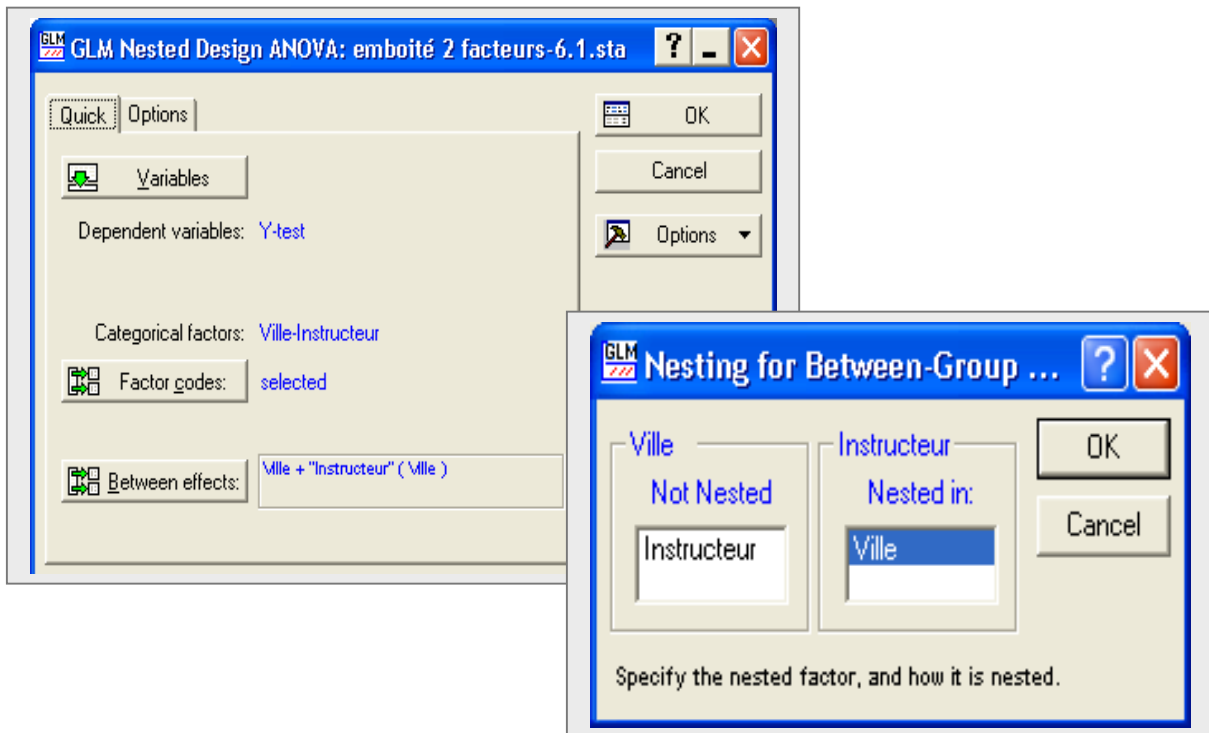 GLM GLM Nested Design ANOVA: emboité 2 facteurs-6.1.sta
Quick Options
OK
Variables
Cancel
Dependent variables: Y-test
Options
Categorical factors: Ville-Instructeur
Factor codes: selected
Between effects: Ville + "Instructeur" ( Ville )
GLM Nesting for Between-Group ...
Ville Instructeur
OK
Not Nested Nested in:
Instructeur Ville
Cancel
Specify the nested factor, and how it is nested.